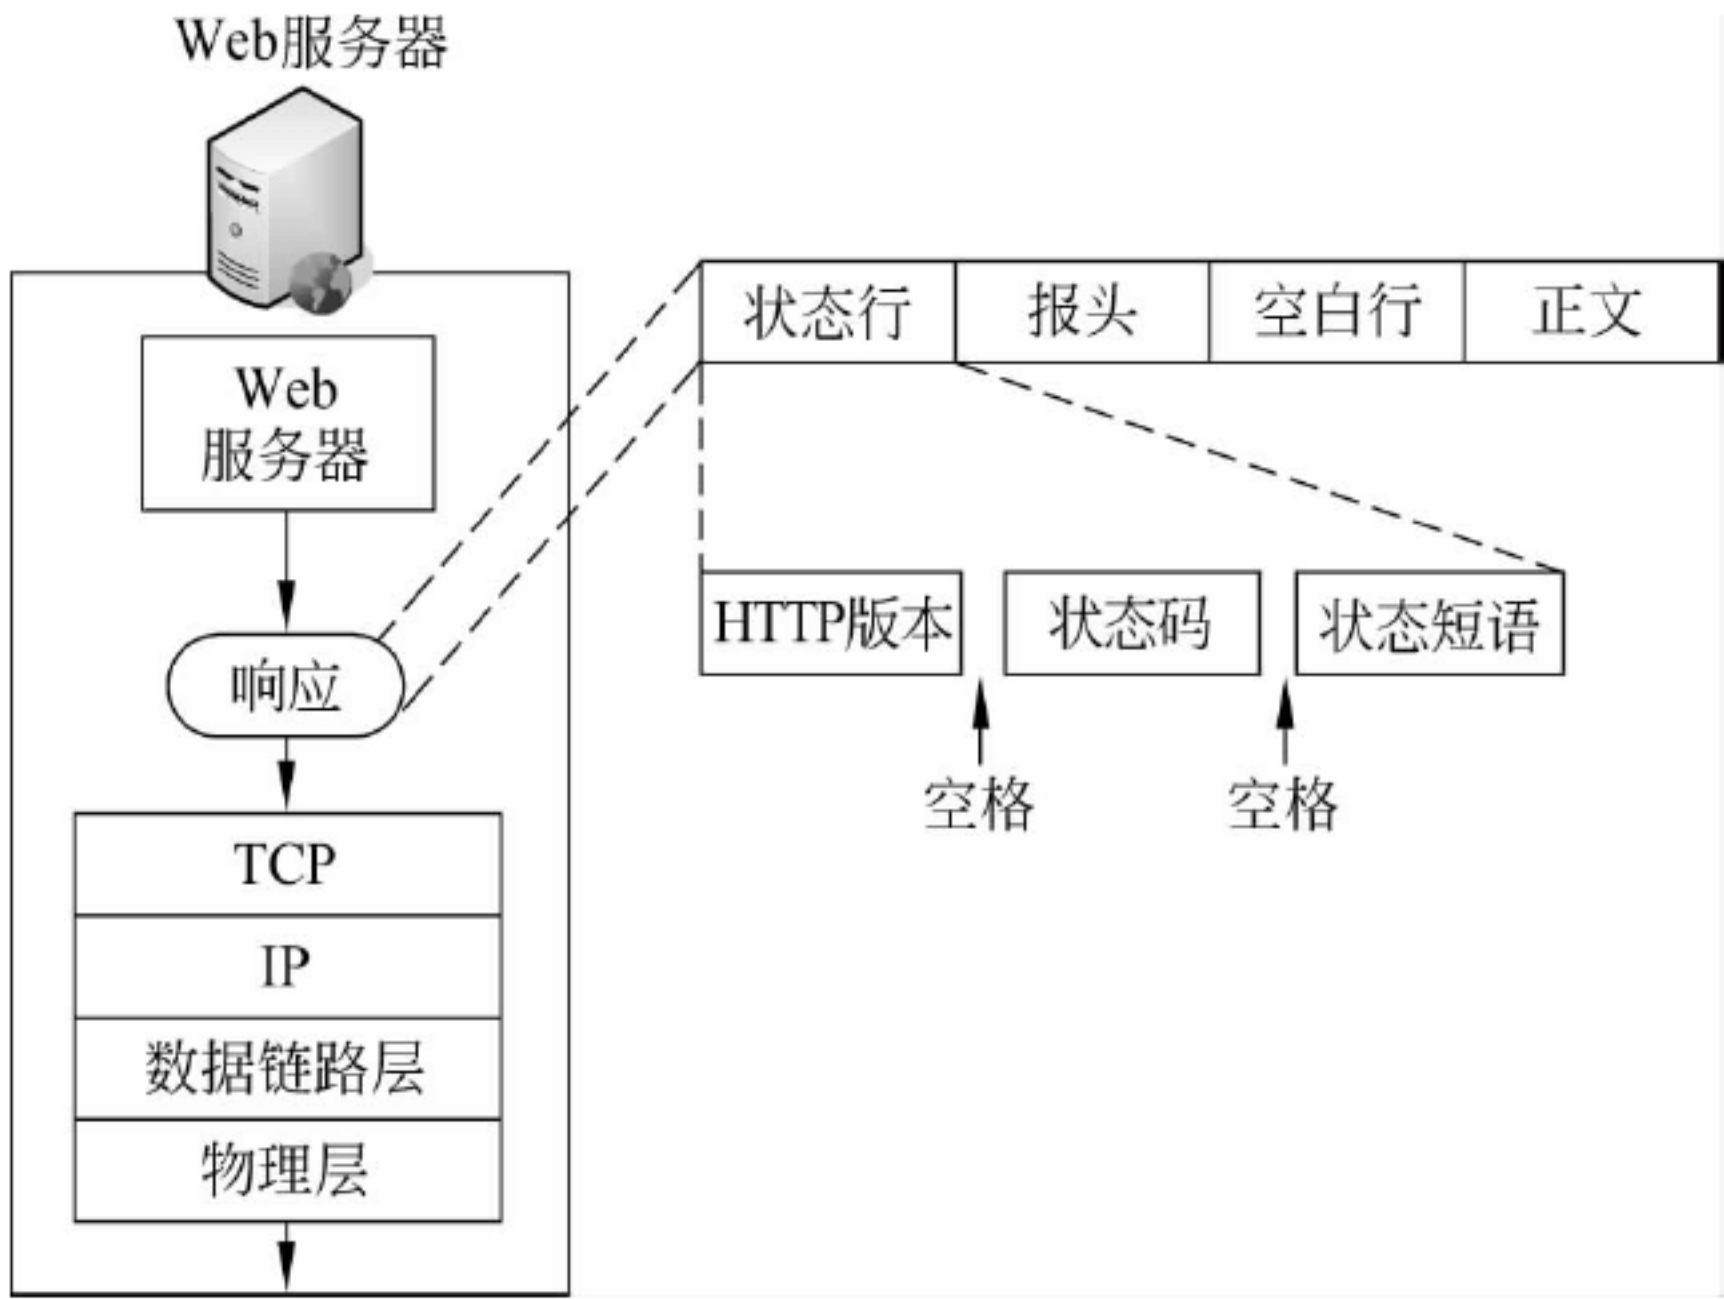 Web服务器
Web
服务器
响应
TCP
IP
数据链路层
物理层
状态行 报头 空白行 正文
HTTP版本 状态码 状态短语
空格 空格